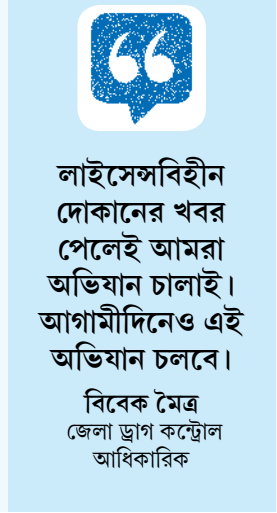 লাইসেন্সবিহীন
দোকানের খবর
পেলেই আমরা
অভিযান চালাই।
আগামীদিনেও এই
অভিযান চলবে।
বিবেক মৈত্র
জেলা ড্রাগ কন্ট্রোল
আধিকারিক